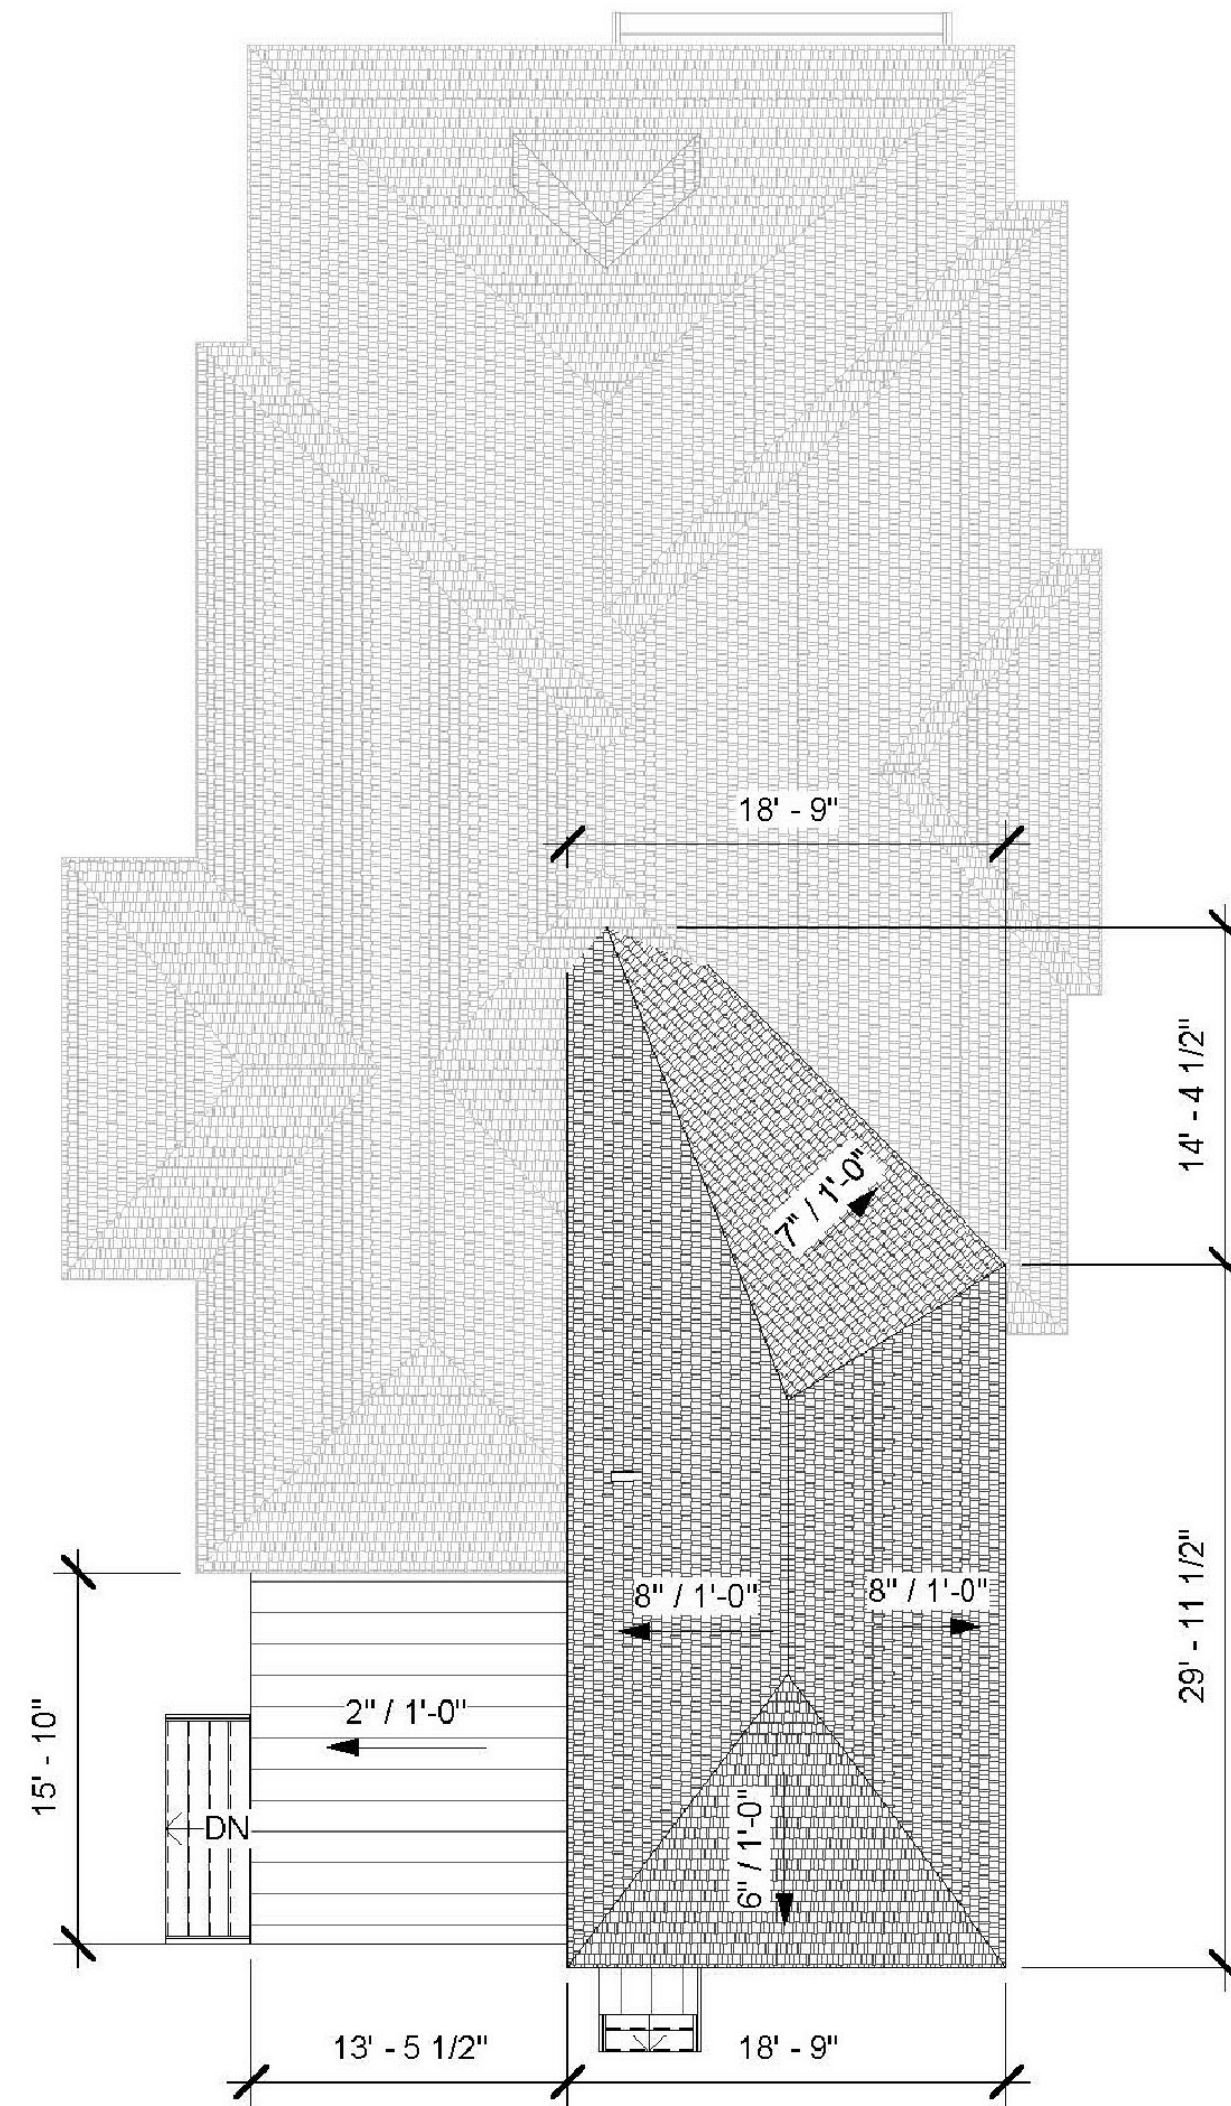 18' - 9"
14' - 4 1/2"
7" / 1'-0"
8" / 1'-0"
8" / 1'-0"
29' - 11 1/2"
2" / 1'-0"
15' - 10"
6" / 1'-0"
DN
13' - 5 1/2"
18' - 9"